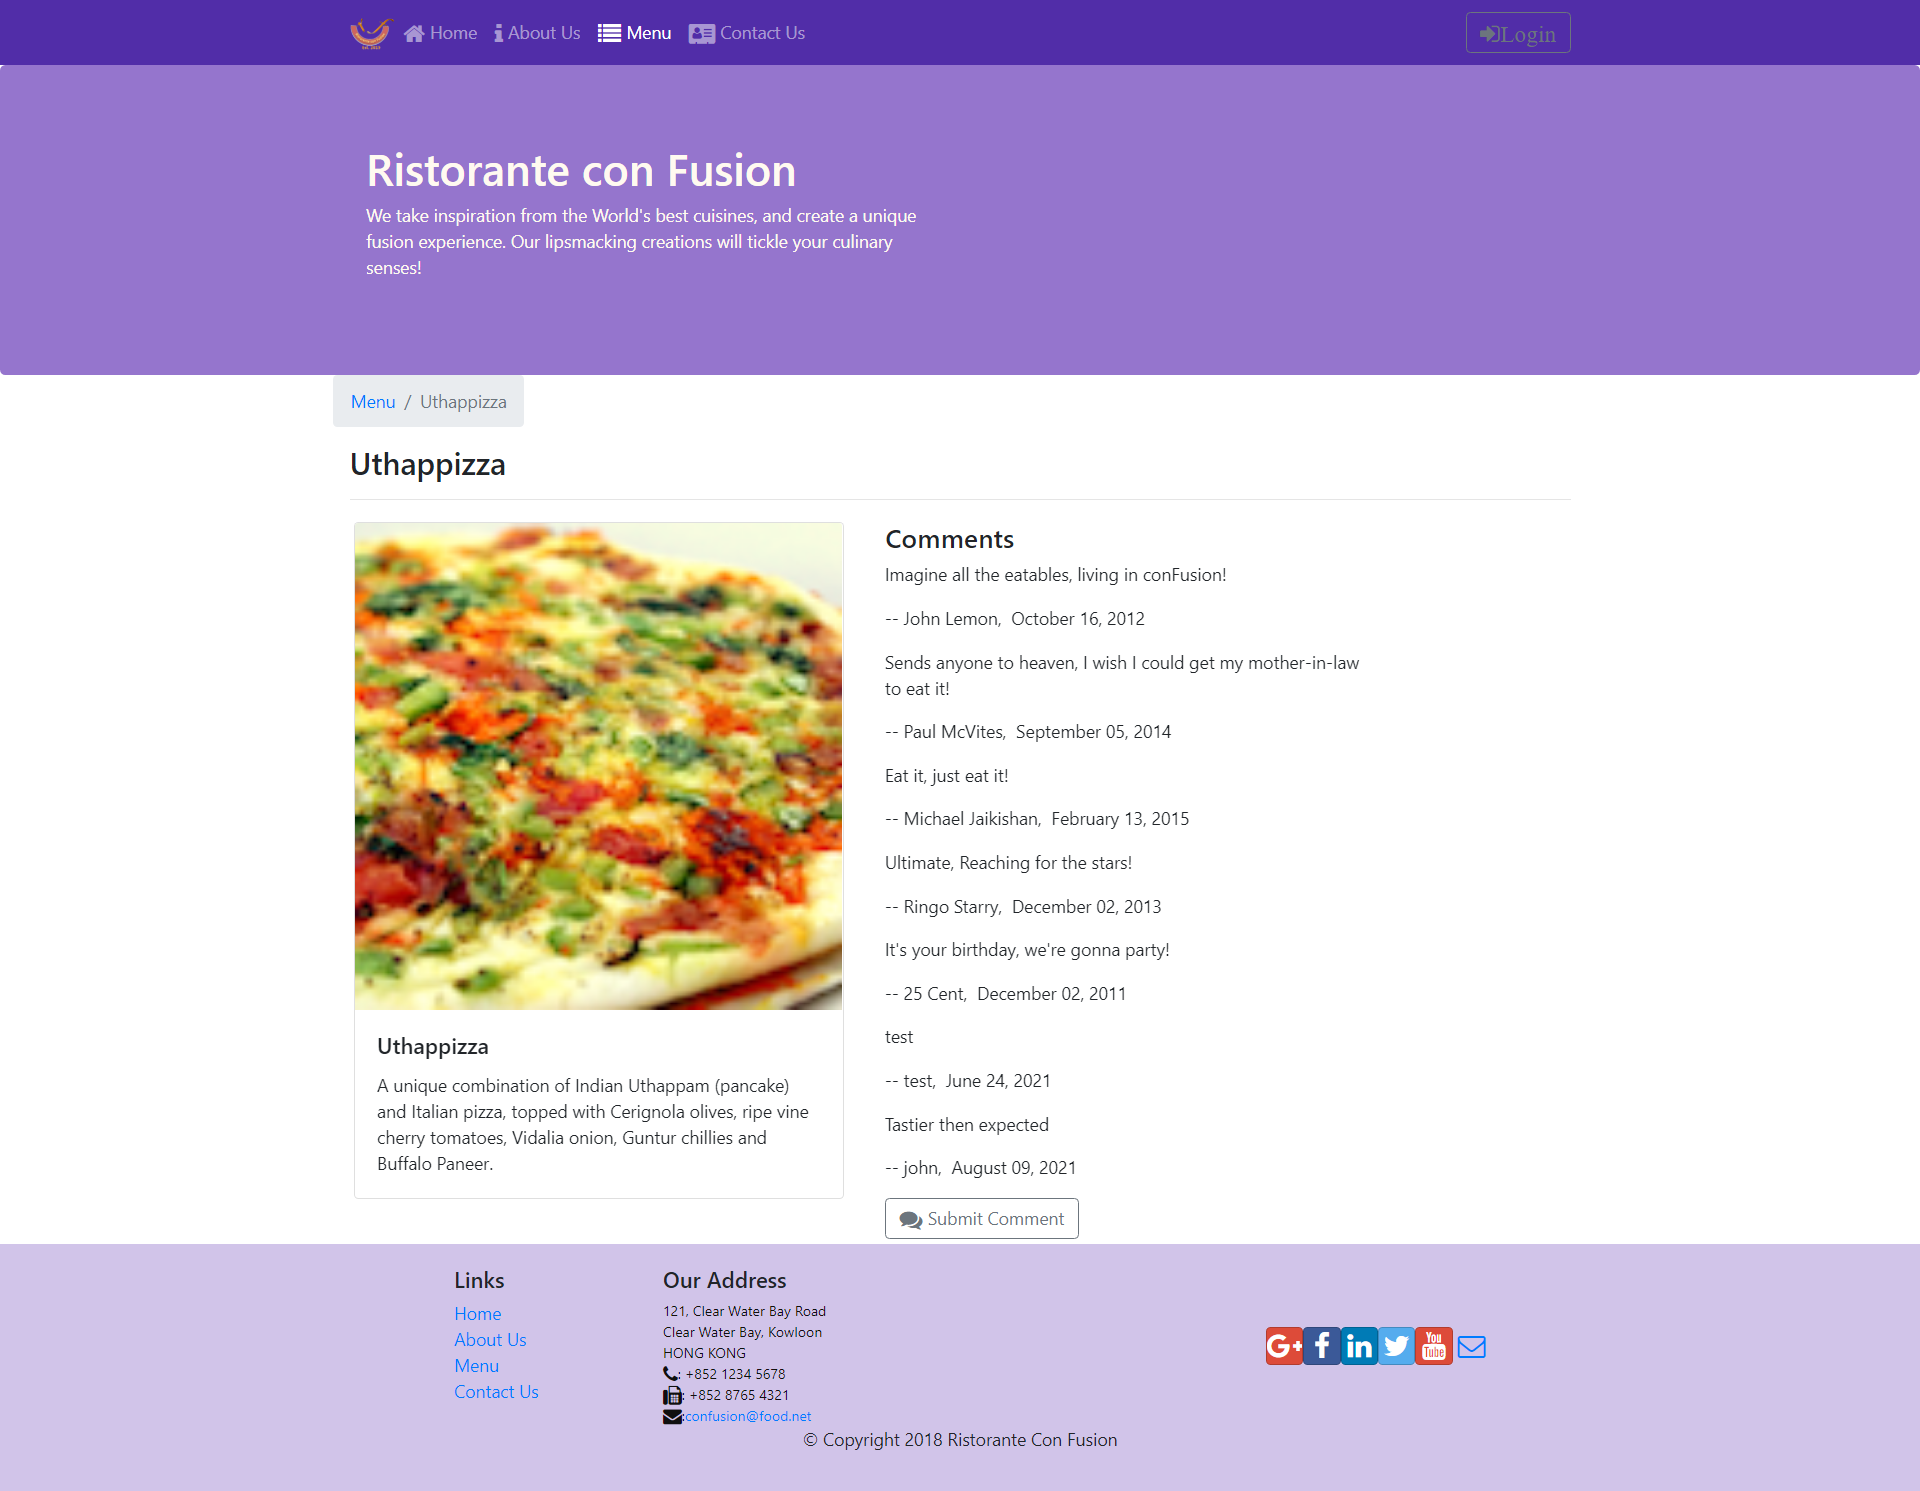 Home About Us Menu Contact Us Login
Ristorante con Fusion
We take inspiration from the World's best cuisines, and create a unique
fusion experience. Our lipsmacking creations will tickle your culinary
senses!
Menu / Uthappizza
Uthappizza
Uthappizza
A unique combination of Indian Uthappam (pancake)
and Italian pizza, topped with Cerignola olives, ripe vine
cherry tomatoes, Vidalia onion, Guntur chillies and
Buffalo Paneer.
Comments
Imagine all the eatables, living in conFusion!
-- John Lemon, October 16, 2012
Sends anyone to heaven, I wish I could get my mother-in-law
to eat it!
-- Paul McVites, September 05, 2014
Eat it, just eat it!
-- Michael Jaikishan, February 13, 2015
Ultimate, Reaching for the stars!
-- Ringo Starry, December 02, 2013
It's your birthday, we're gonna party!
-- 25 Cent, December 02, 2011
test
-- test, June 24, 2021
Tastier then expected
-- john, August 09, 2021
Submit Comment
Links
Home
About Us
Menu
Contact Us
Our Address
121, Clear Water Bay Road
Clear Water Bay, Kowloon
HONG KONG
: +852 1234 5678
: +852 8765 4321
:confusion@food.net
G+ f in You Tube
© Copyright 2018 Ristorante Con Fusion